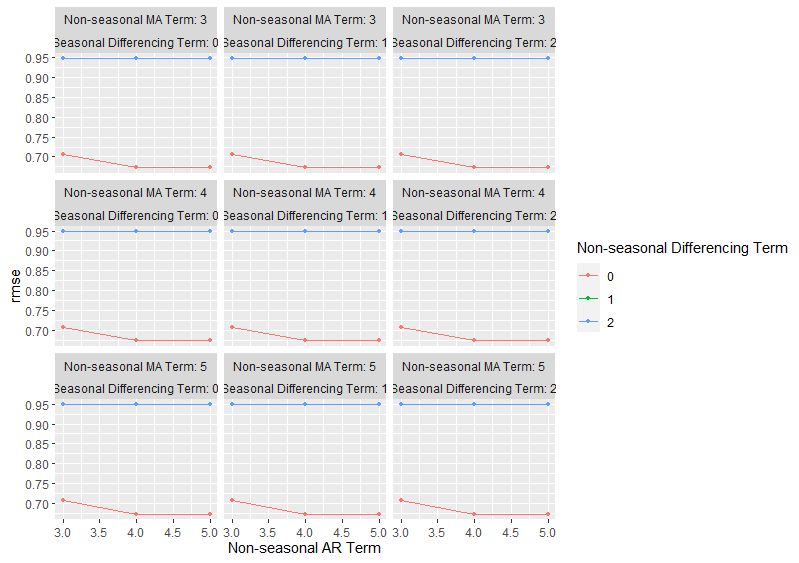 Non-seasonal MA Term: 3 Non-seasonal MA Term: 3 Non-seasonal MA Term: 3
Seasonal Differencing Term: 0 Seasonal Differencing Term: 1 Seasonal Differencing Term: 2
0.95
0.90
0.85
0.80
0.75
0.70
Non-seasonal MA Term: 4 Non-seasonal MA Term: 4 Non-seasonal MA Term: 4
Seasonal Differencing Term: 0 Seasonal Differencing Term: 1 Seasonal Differencing Term: 2
0.95
0.90
0.85
0.80
0.75
0.70
rmse
Non-seasonal MA Term: 5 Non-seasonal MA Term: 5 Non-seasonal MA Term: 5
Seasonal Differencing Term: 0 Seasonal Differencing Term: 1 Seasonal Differencing Term: 2
0.95
0.90
0.85
0.80
0.75
0.70
3.0 3.5 4.0 4.5 5.0 3.0 3.5 4.0 4.5 5.0 3.0 3.5 4.0 4.5 5.0
Non-seasonal AR Term
Non-seasonal Differencing Term
0
1
2